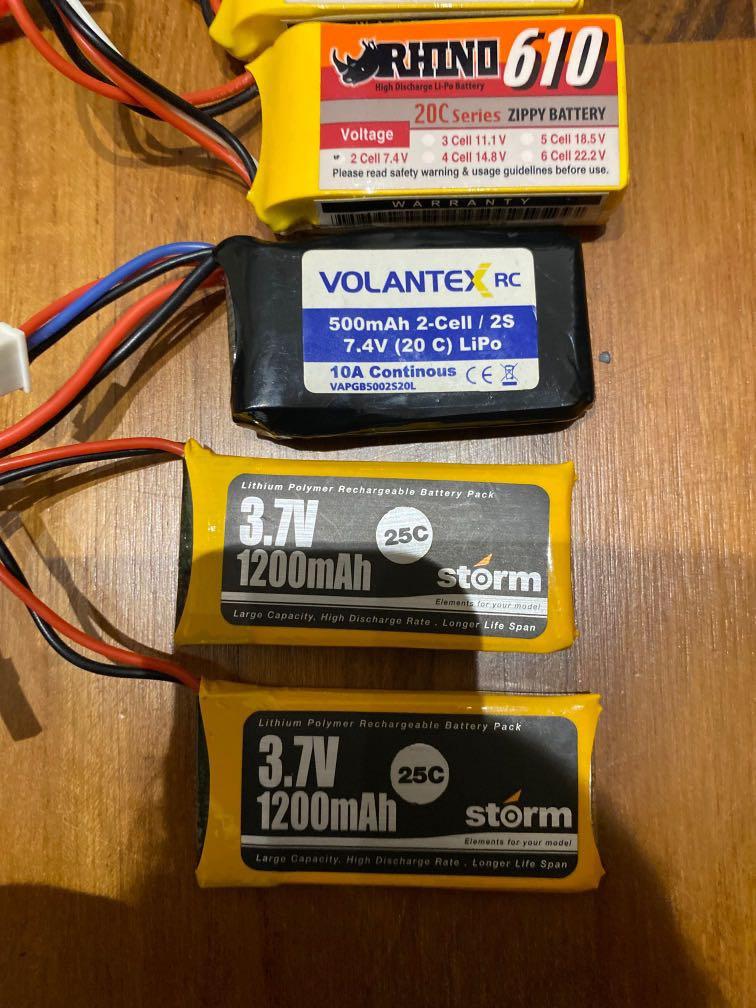 RHINO 610
High Discharge Li-Po Battery
20C Series ZIPPY BATTERY
Voltage
3 Cell 11.1V
5 Cell 18.5V
2 Cell 7.4V
4 Cell 14.8V
6 Cell 22.2V
Please read safety warning & usage guidelines before use.
WARRANTY
VOLANTEX RC
500mAh 2-Cell / 2S
7.4V (20 C) LiPo
10A Continous CE
VAPGB5002S20L
Lithium Polymer Rechargeable Battery Pack
3.7V
25C
1200mAh
storm
Elements for your model
Large Capacity. High Discharge Rate . Longer Life Span
Lithium Polymer Rechargeable Battery Pack
3.7V
25C
1200mAh
storm
Elements for your model
Large Capacity. High Discharge Rate . Longer Life Span